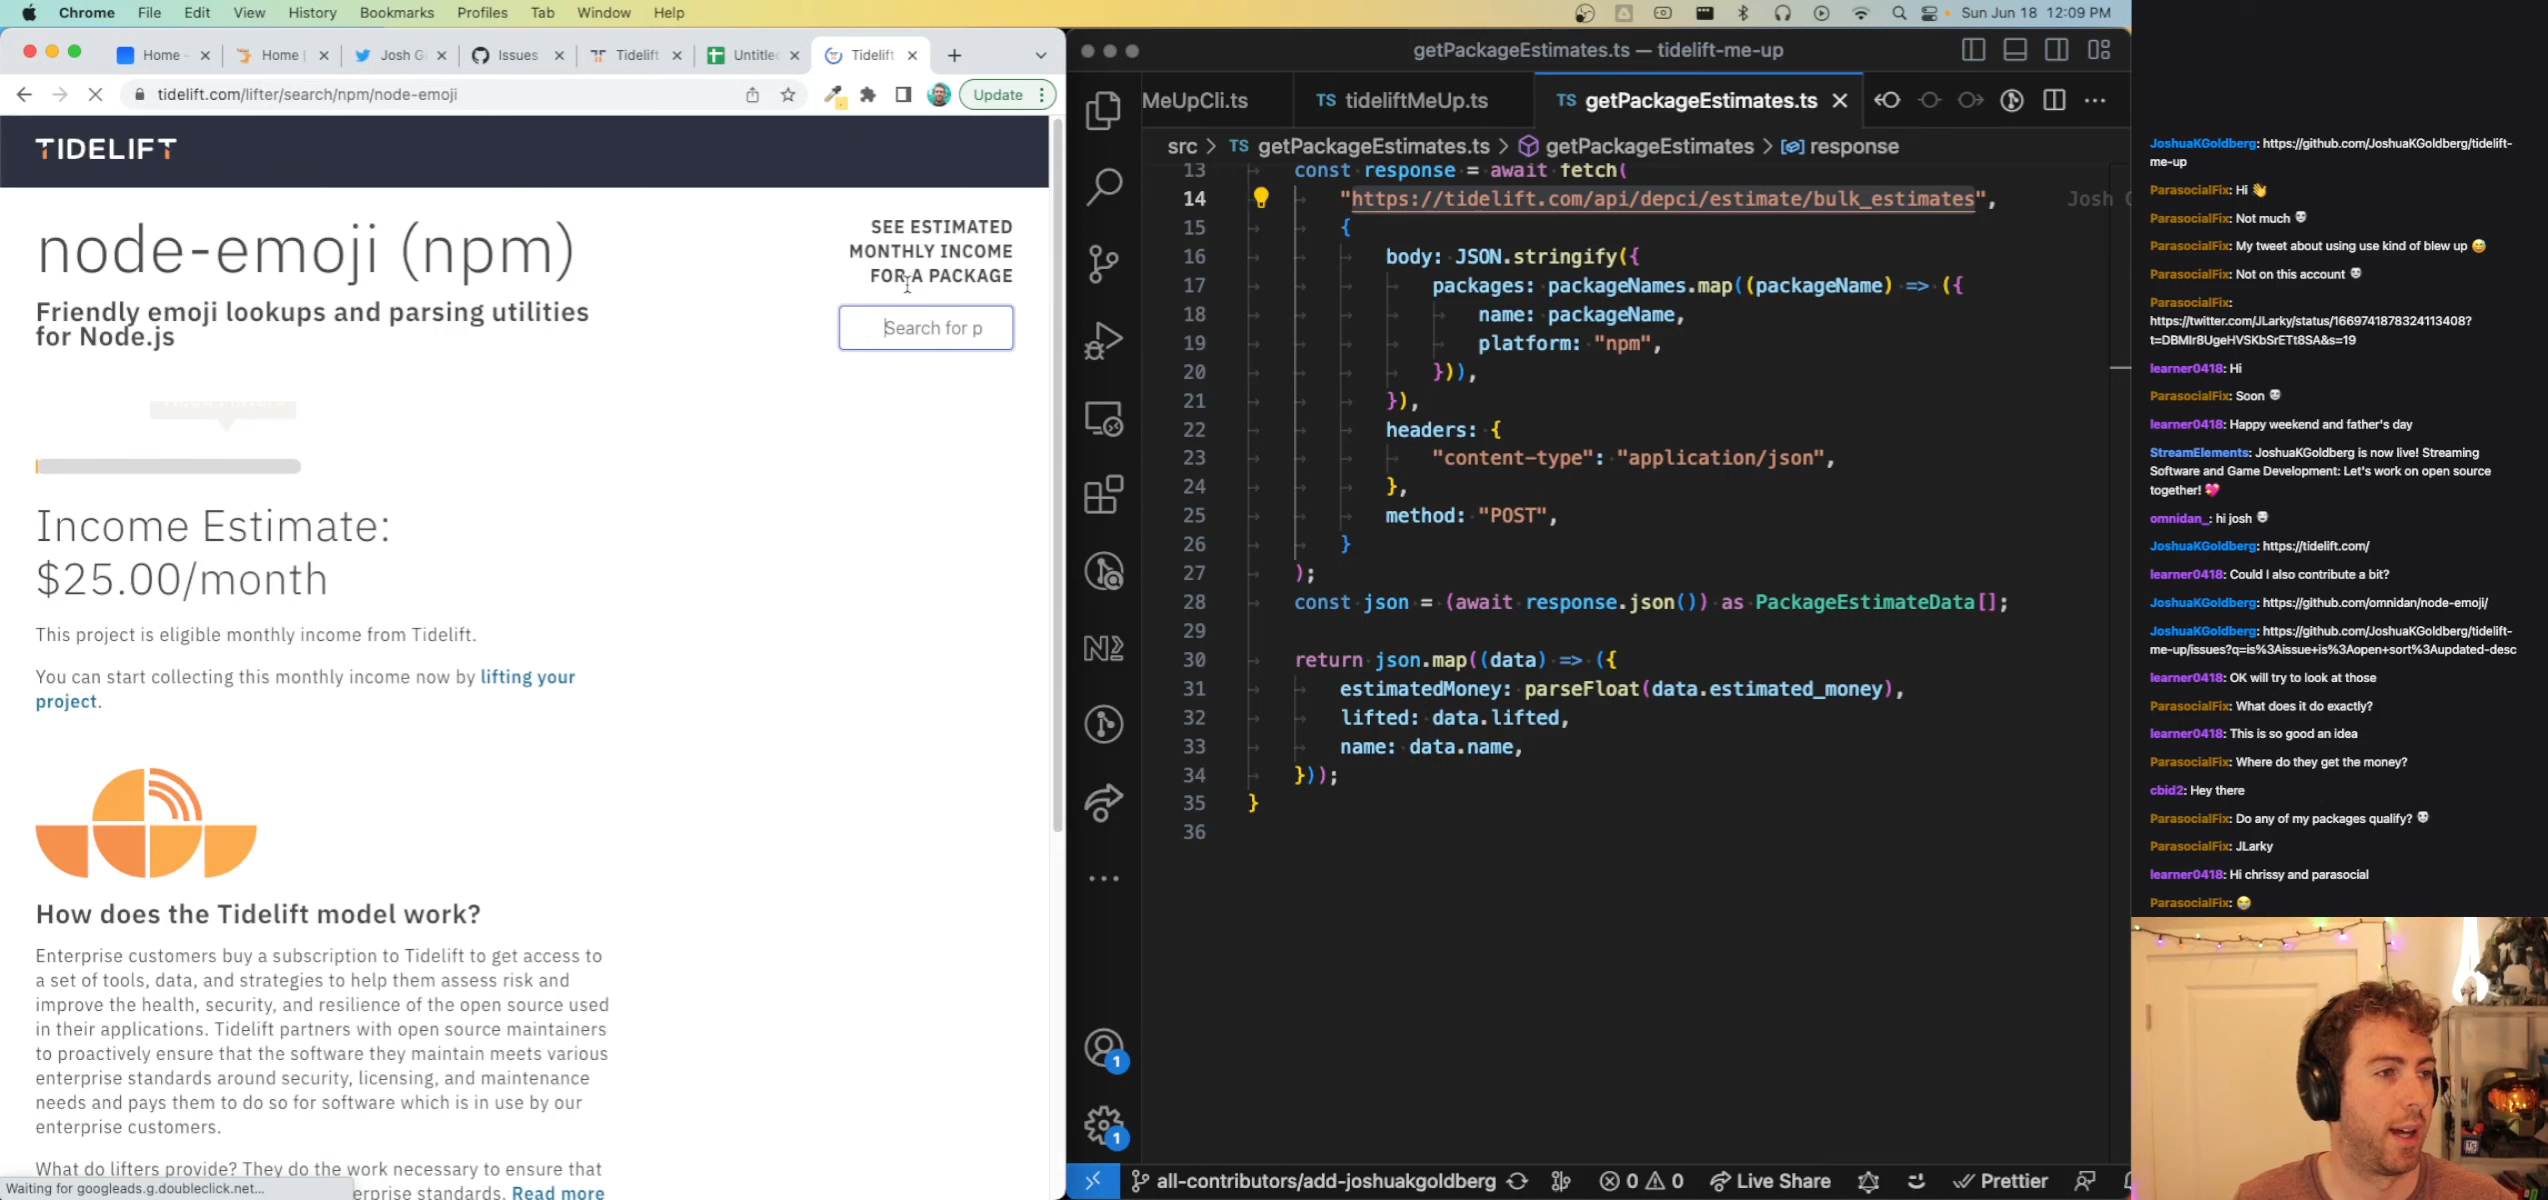 Chrome File Edit View History Bookmarks Profiles Tab Window Help
Sun Jun 18 12:09 PM
Home - Home | Josh G Issues Tidelift Untitle Tidelift
tidelift.com/lifter/search/npm/node-emoji
Update
TIDELIFT
node-emoji (npm)
Friendly emoji lookups and parsing utilities
for Node.js
SEE ESTIMATED
MONTHLY INCOME
FOR A PACKAGE
Search for p
Income Estimate:
$25.00/month
This project is eligible monthly income from Tidelift.
You can start collecting this monthly income now by lifting your
project.
How does the Tidelift model work?
Enterprise customers buy a subscription to Tidelift to get access to
a set of tools, data, and strategies to help them assess risk and
improve the health, security, and resilience of the open source used
in their applications. Tidelift partners with open source maintainers
to proactively ensure that the software they maintain meets various
enterprise standards around security, licensing, and maintenance
needs and pays them to do so for software which is in use by our
enterprise customers.
What do lifters provide? They do the work necessary to ensure that
erprise standards. Read more
Waiting for googleads.g.doubleclick.net...
getPackageEstimates.ts — tidelift-me-up
MeUpCli.ts TS tideliftMeUp.ts TS getPackageEstimates.ts
src > TS getPackageEstimates.ts > getPackageEstimates > response
13 const response = await fetch(
14 "https://tidelift.com/api/depci/estimate/bulk_estimates", Josh
15 {
16 body: JSON.stringify({
17 packages: packageNames.map((packageName) => ({
18 name: packageName,
19 platform: "npm",
20 })),
21 }),
22 headers: {
23 "content-type": "application/json",
24 },
25 method: "POST",
26 }
27 );
28 const json = (await response.json()) as PackageEstimateData[];
29
30 return json.map((data) => ({
31 estimatedMoney: parseFloat(data.estimated_money),
32 lifted: data.lifted,
33 name: data.name,
34 }));
35 }
36
1
1
all-contributors/add-joshuakgoldberg 0 0 Live Share Prettier
JoshuaKGoldberg: https://github.com/JoshuaKGoldberg/tidelift-
me-up
ParasocialFix: Hi 👋
ParasocialFix: Not much 💀
ParasocialFix: My tweet about using use kind of blew up 😅
ParasocialFix: Not on this account 💀
ParasocialFix:
https://twitter.com/JLarky/status/1669741878324113408?
t=DBMIr8UgeHVSKbSrETt8SA&s=19
learner0418: Hi
ParasocialFix: Soon 💀
learner0418: Happy weekend and father's day
StreamElements: JoshuaKGoldberg is now live! Streaming
Software and Game Development: Let's work on open source
together! 💖
omnidan_: hi josh 💀
JoshuaKGoldberg: https://tidelift.com/
learner0418: Could I also contribute a bit?
JoshuaKGoldberg: https://github.com/omnidan/node-emoji/
JoshuaKGoldberg: https://github.com/JoshuaKGoldberg/tidelift-
me-up/issues?q=is%3Aissue+is%3Aopen+sort%3Aupdated-desc
learner0418: OK will try to look at those
ParasocialFix: What does it do exactly?
learner0418: This is so good an idea
ParasocialFix: Where do they get the money?
cbid2: Hey there
ParasocialFix: Do any of my packages qualify? 💀
ParasocialFix: JLarky
learner0418: Hi chrissy and parasocial
ParasocialFix: 😭